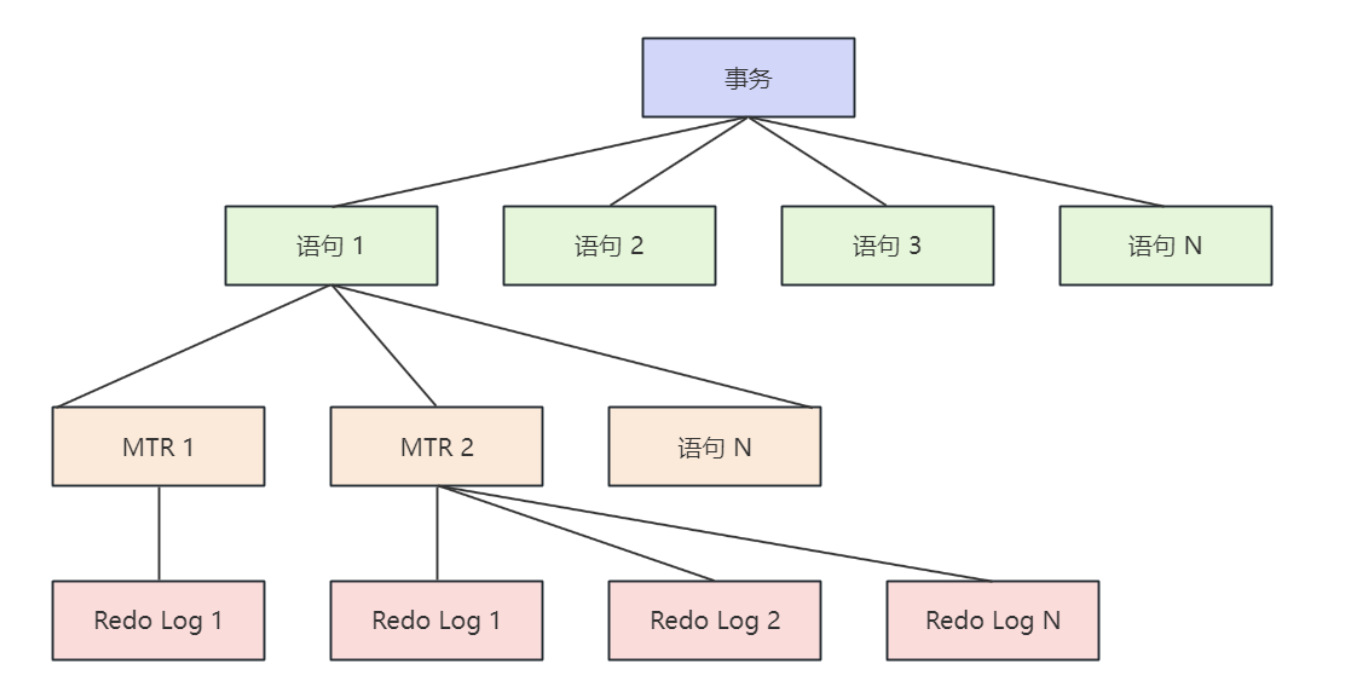 事务
语句 1
语句 2
语句 3
语句 N
MTR 1
MTR 2
语句 N
Redo Log 1
Redo Log 1
Redo Log 2
Redo Log N